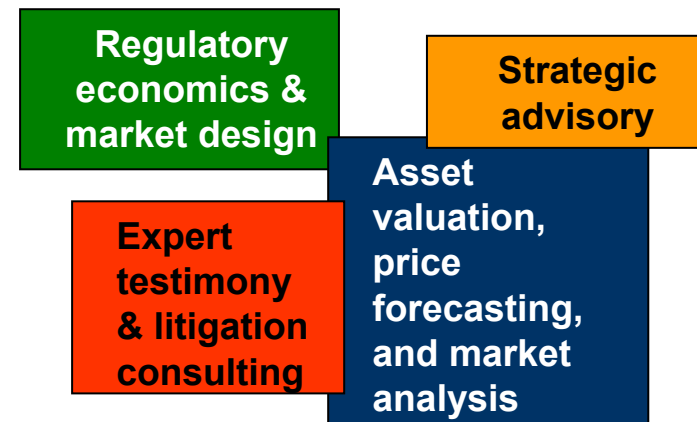 Regulatory
economics &
market design
Strategic
advisory
Asset
valuation,
price
forecasting,
and market
analysis
Expert
testimony
& litigation
consulting